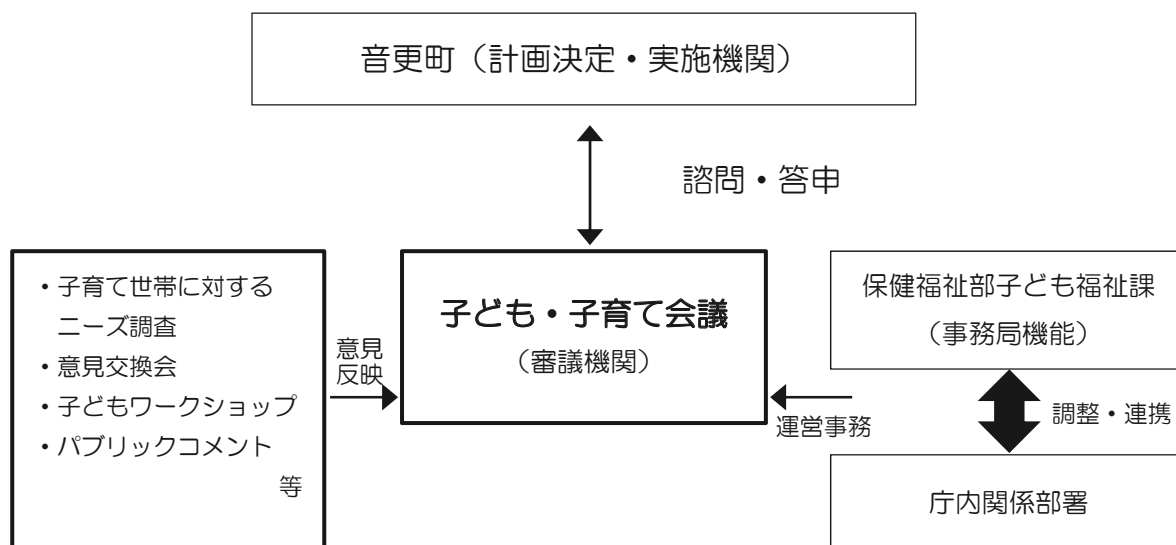 音更町（計画決定・実施機関）
諮問・答申
・子育て世帯に対する
ニーズ調査
・意見交換会
・子どもワークショップ
・パブリックコメント
等
意見
反映
子ども・子育て会議
（審議機関）
運営事務
保健福祉部子ども福祉課
（事務局機能）
調整・連携
庁内関係部署